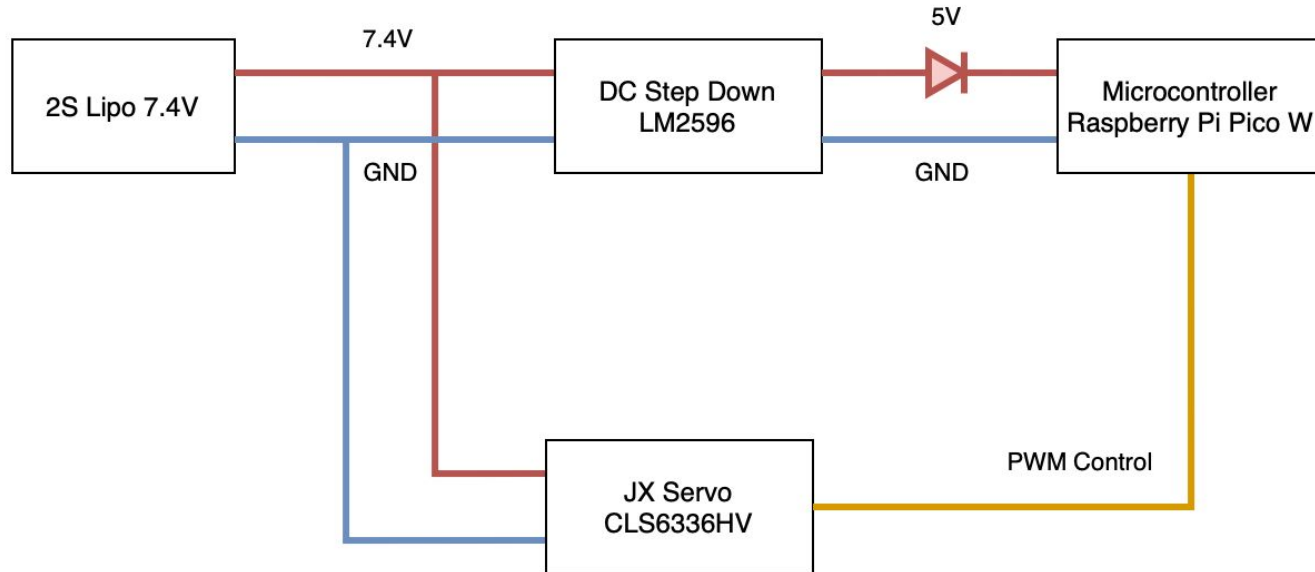 5V
7.4V
2S Lipo 7.4V
DC Step Down
LM2596
Microcontroller
Raspberry Pi Pico W
GND
GND
PWM Control
JX Servo
CLS6336HV